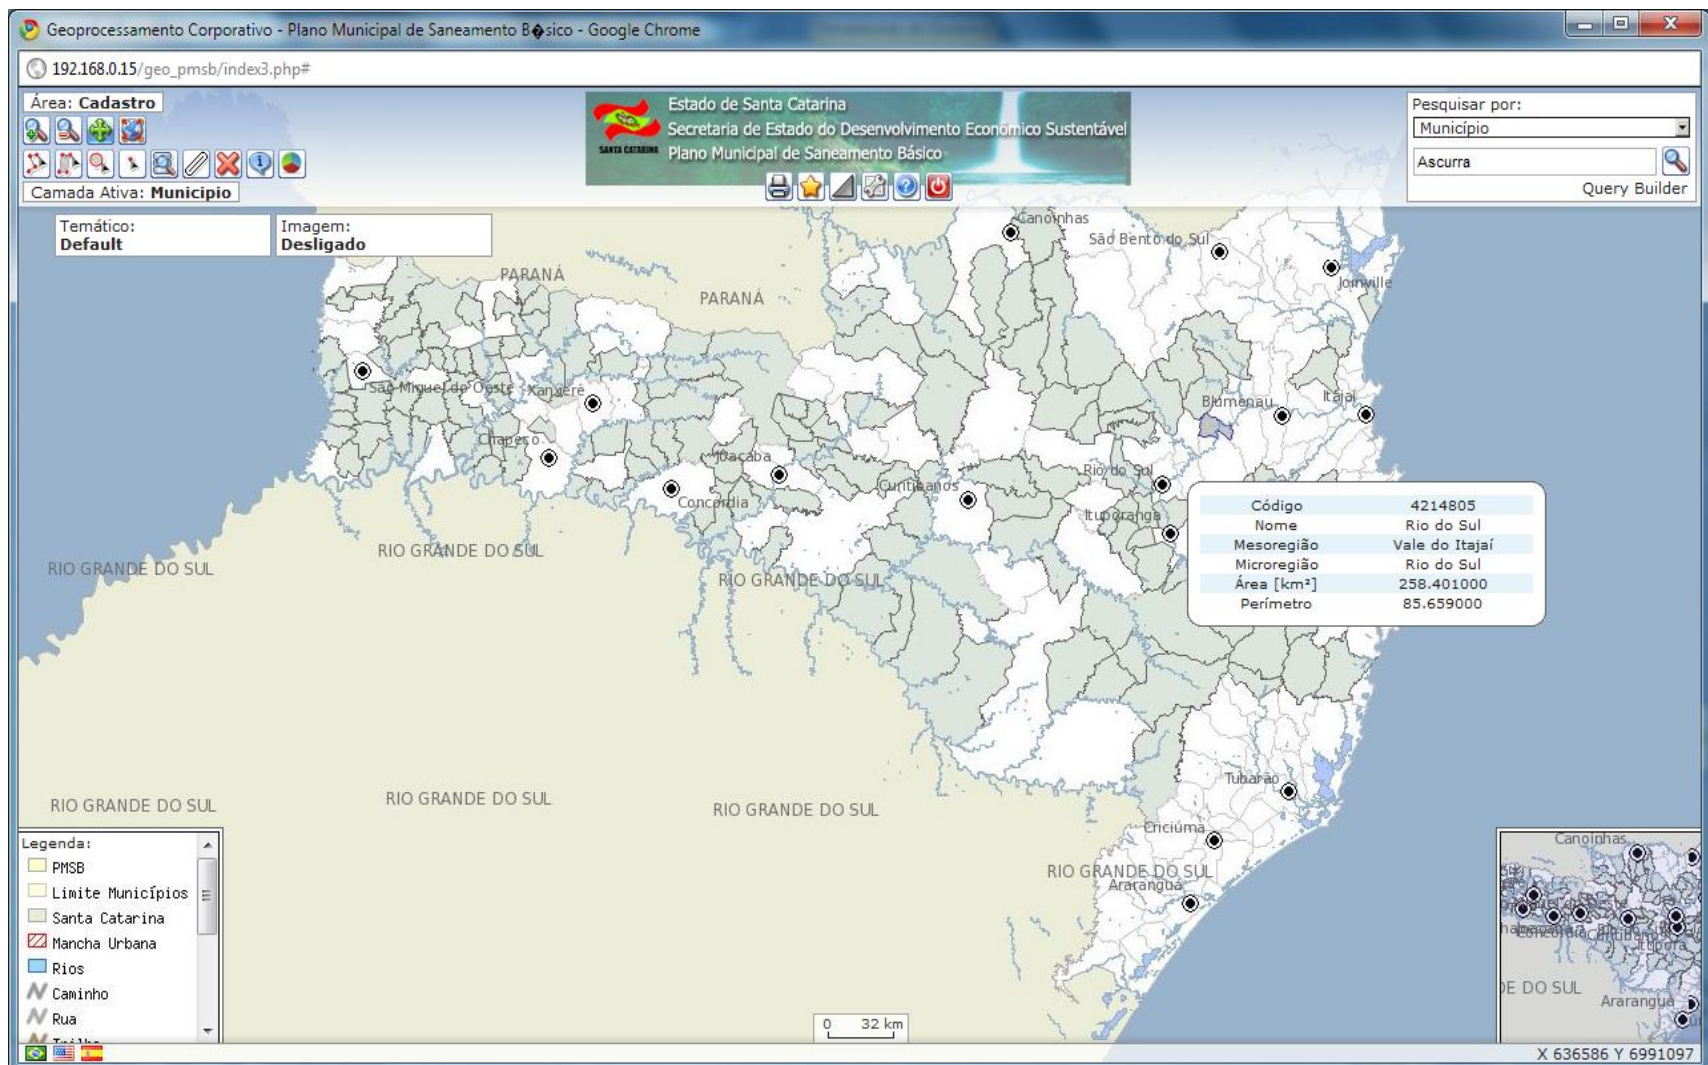 Geoprocessamento Corporativo - Plano Municipal de Saneamento B�sico - Google Chrome
192.168.0.15/geo_pmsb/index3.php#
Área: Cadastro
Camada Ativa: Municipio
Estado de Santa Catarina
Secretaria de Estado do Desenvolvimento Econômico Sustentável
Plano Municipal de Saneamento Básico
SANTA CATARINA
Pesquisar por:
Município
Ascurra
Query Builder
Temático:
Default
Imagem:
Desligado
Canoinhas
São Bento do Sul
Joinville
PARANÁ
PARANÁ
São Miguel do Oeste
Xanxerê
Blumenau
Itajaí
Chapecó
Joaçaba
Concórdia
Curitibanos
Rio do Sul
Ituporanga
Código 4214805
Nome Rio do Sul
Mesoregião Vale do Itajaí
Microregião Rio do Sul
Área [km²] 258.401000
Perímetro 85.659000
RIO GRANDE DO SUL
RIO GRANDE DO SUL
RIO GRANDE DO SUL
Tubarão
RIO GRANDE DO SUL
RIO GRANDE DO SUL
RIO GRANDE DO SUL
Criciúma
RIO GRANDE DO SUL
Araranguá
Legenda:
PMSB
Limite Municípios
Santa Catarina
Mancha Urbana
Rios
Caminho
Rua
0 32 km
Canoinhas
Concórdia
DE DO SUL
Araranguá
X 636586 Y 6991097